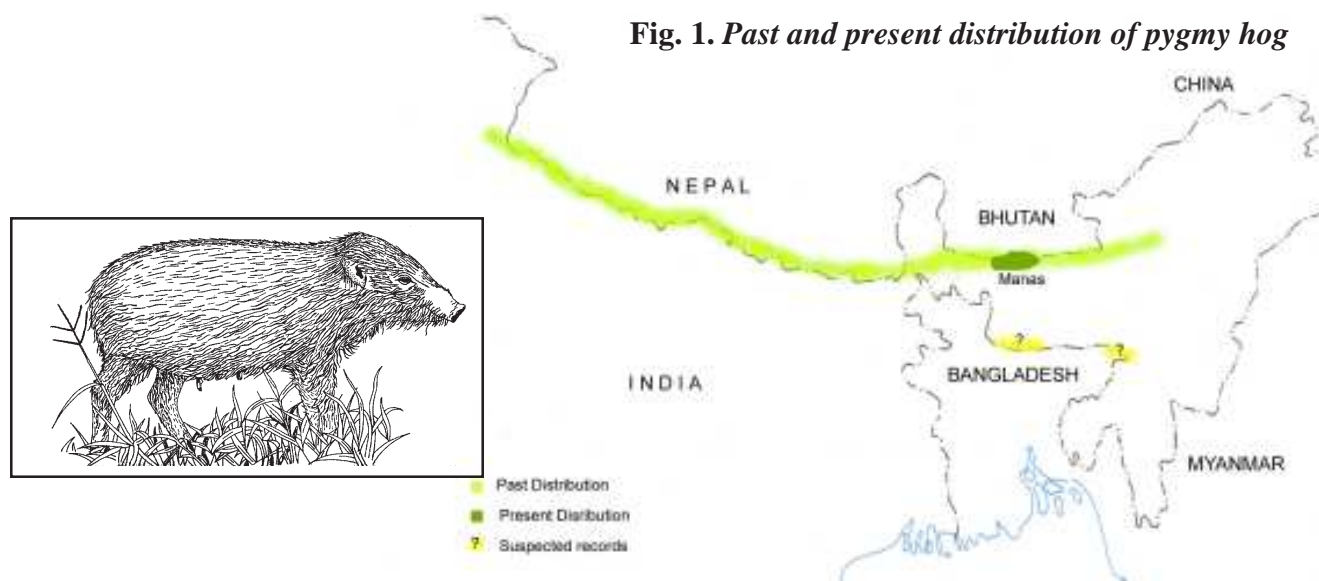 Fig. 1. Past and present distribution of pygmy hog
CHINA
NEPAL
BHUTAN
Manas
?
?
BANGLADESH
INDIA
MYANMAR
Past Distribution
Present Disribution
? Suspected records